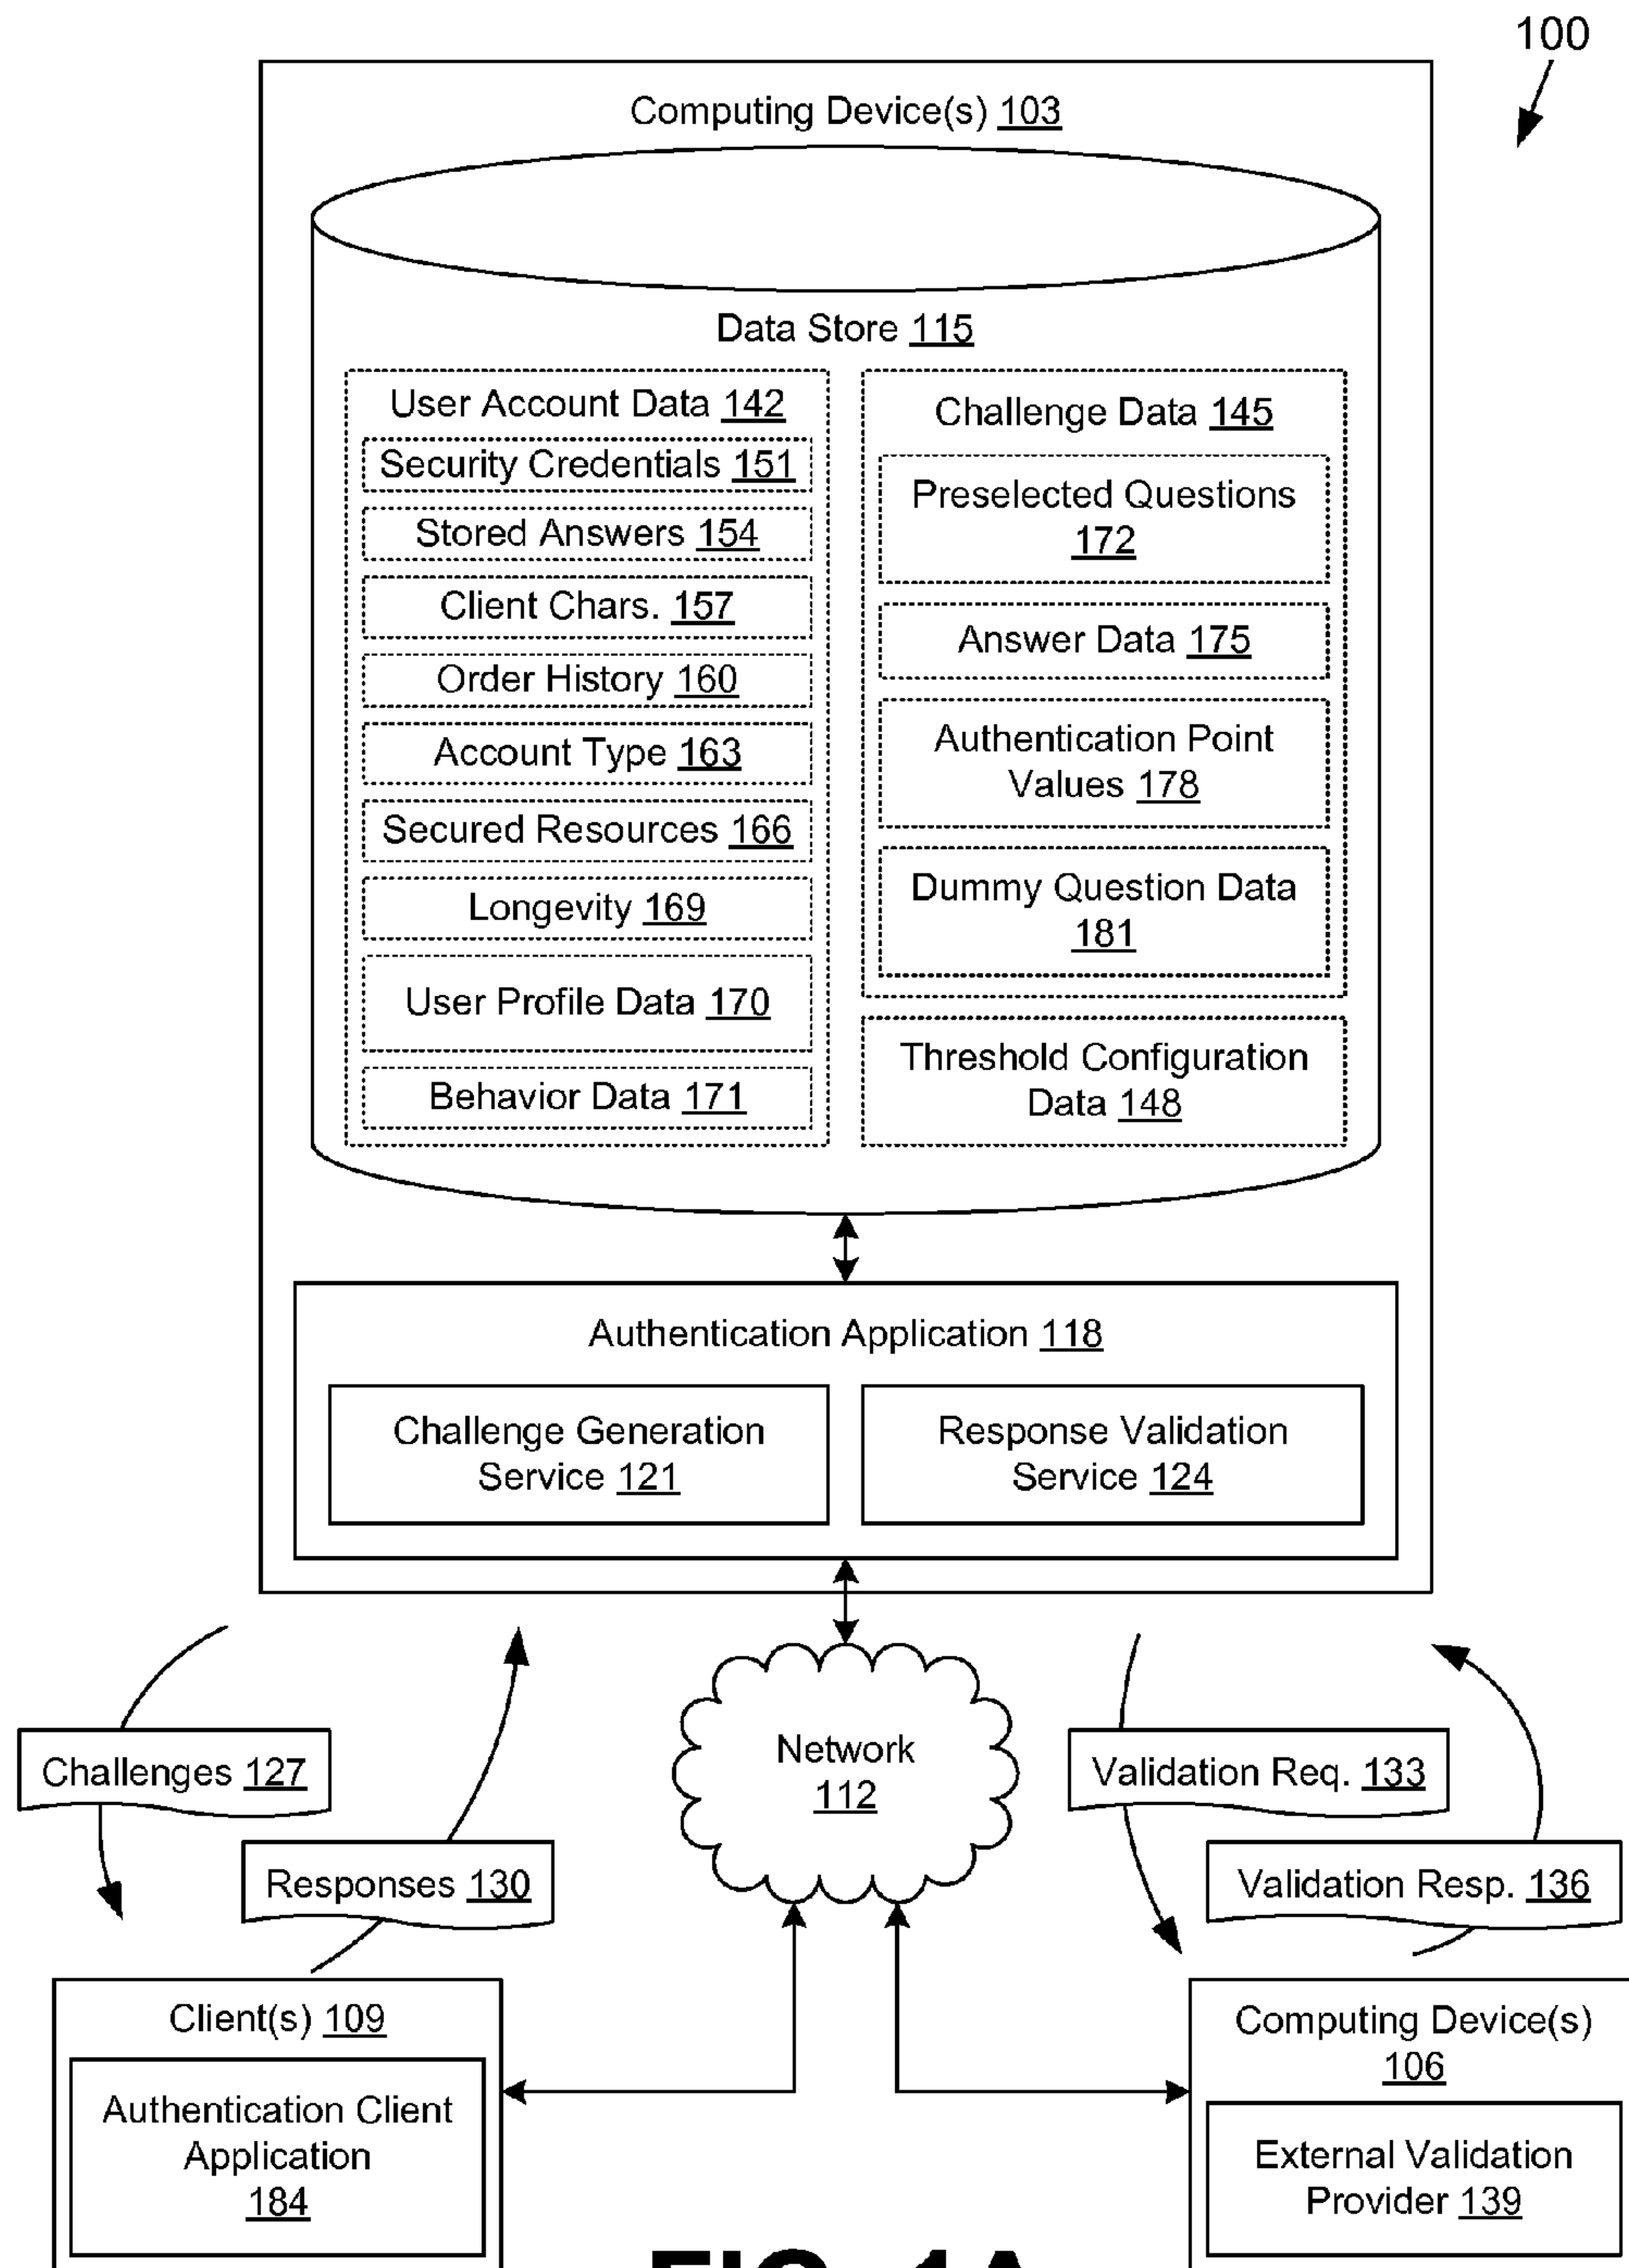 100
Computing Device(s) 103
Data Store 115
User Account Data 142
Security Credentials 151
Stored Answers 154
Client Chars. 157
Order History 160
Account Type 163
Secured Resources 166
Longevity 169
User Profile Data 170
Behavior Data 171
Challenge Data 145
Preselected Questions
172
Answer Data 175
Authentication Point
Values 178
Dummy Question Data
181
Threshold Configuration
Data 148
Authentication Application 118
Challenge Generation
Service 121
Response Validation
Service 124
Network
112
Challenges 127
Responses 130
Validation Req. 133
Validation Resp. 136
Client(s) 109
Authentication Client
Application
184
Computing Device(s)
106
External Validation
Provider 139
FIG. 1A